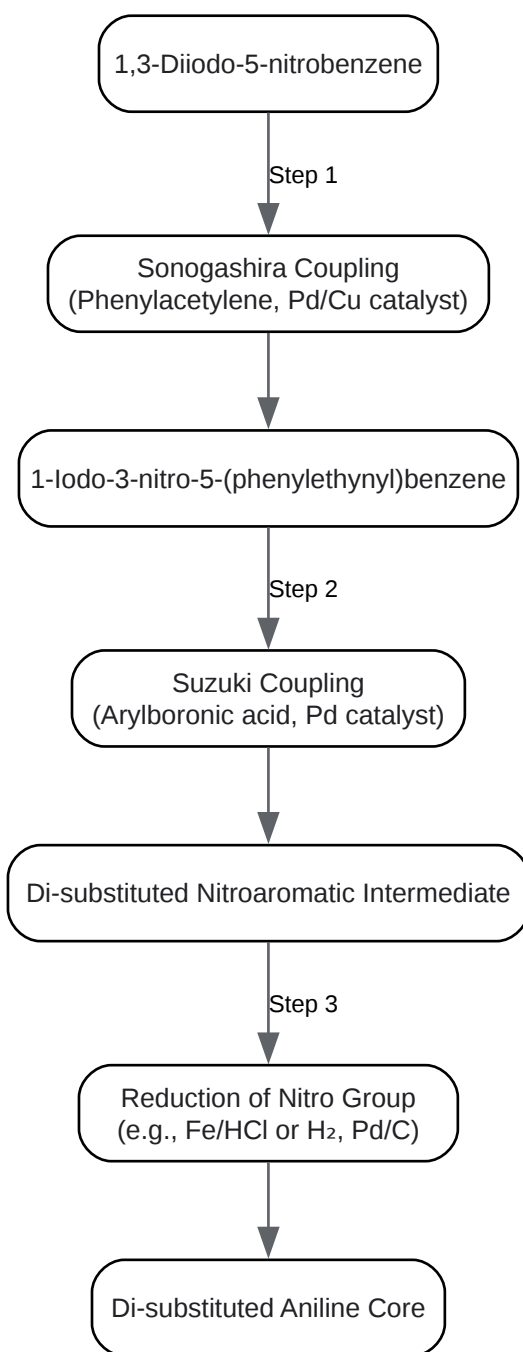 1,3-Diiodo-5-nitrobenzene
Step 1
Sonogashira Coupling
(Phenylacetylene, Pd/Cu catalyst)
1-Iodo-3-nitro-5-(phenylethynyl)benzene
Step 2
Suzuki Coupling
(Arylboronic acid, Pd catalyst)
Di-substituted Nitroaromatic Intermediate
Step 3
Reduction of Nitro Group
(e.g., Fe/HCl or H₂, Pd/C)
Di-substituted Aniline Core